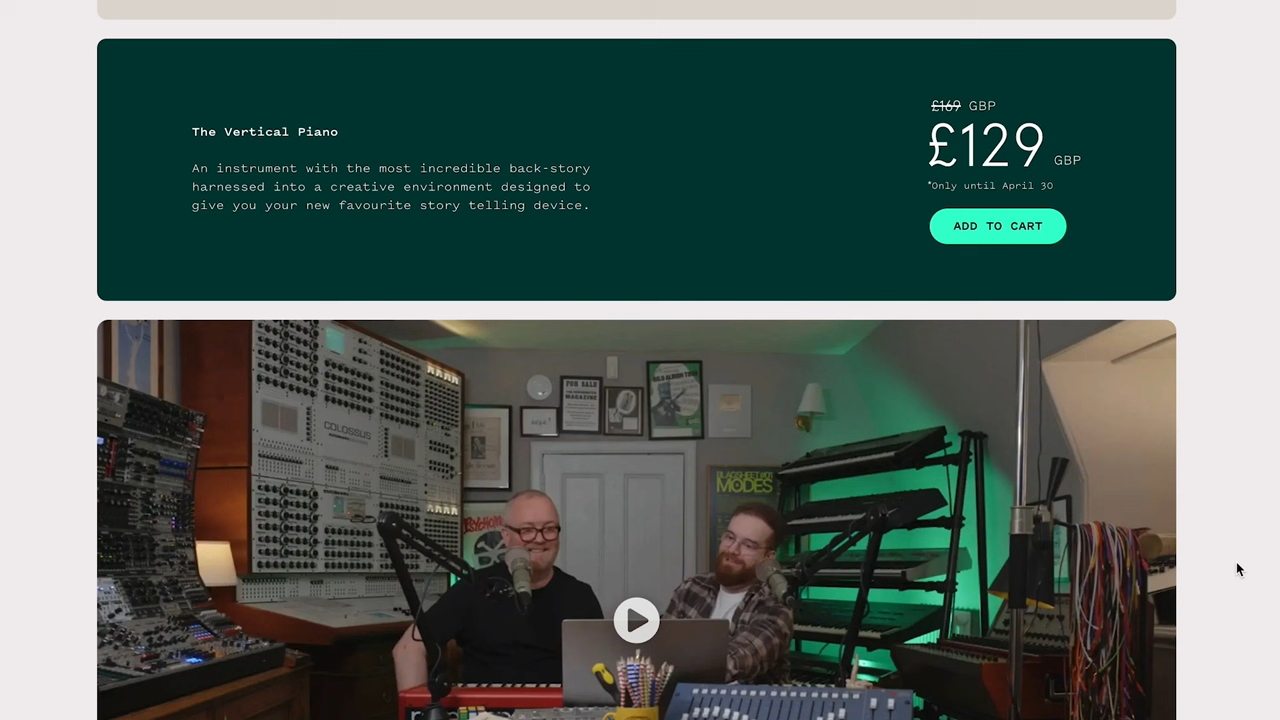 The Vertical Piano
An instrument with the most incredible back-story
harnessed into a creative environment designed to
give you your new favourite story telling device.
£169 GBP
£129 GBP
*Only until April 30
ADD TO CART
COLOSSUS
FOR SALE
MAGAZINE
MODES